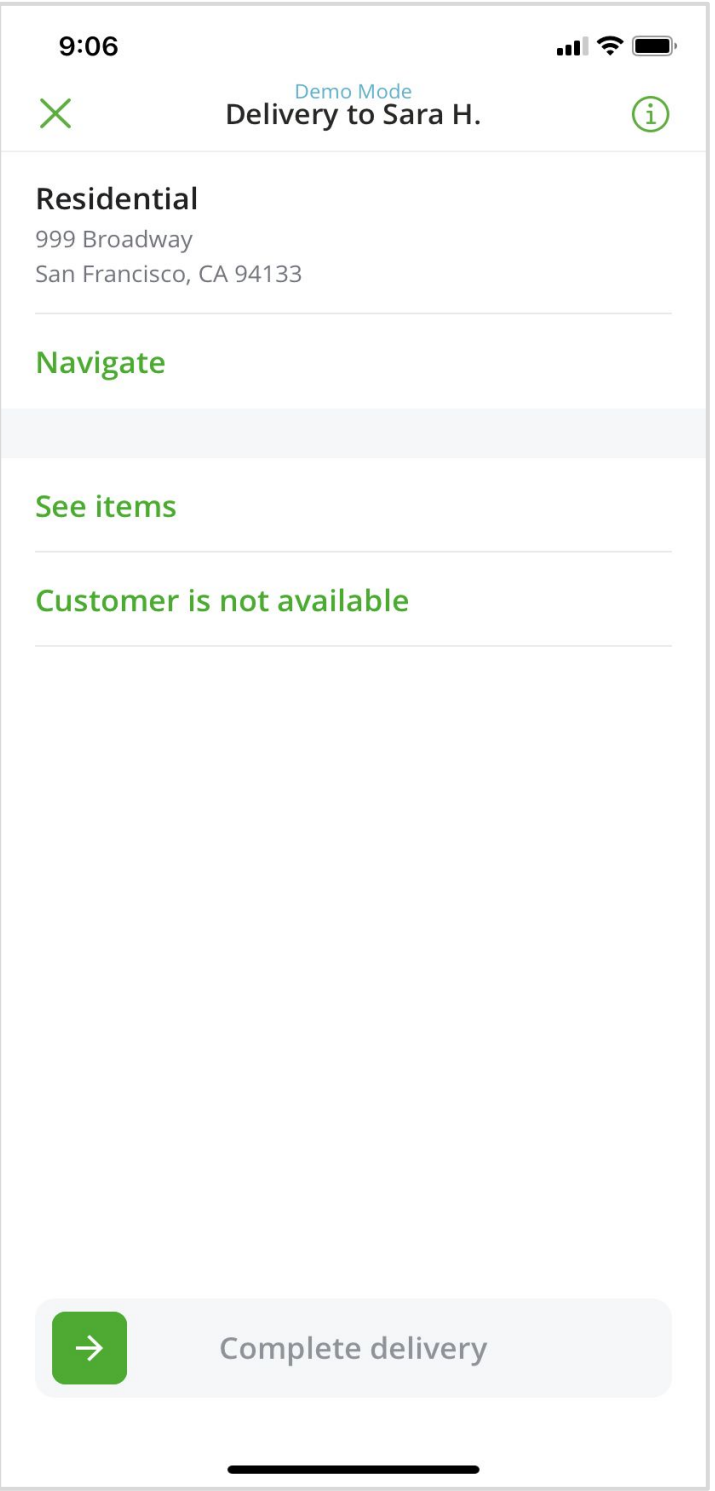 9:06
Demo Mode
Delivery to Sara H.
Residential
999 Broadway
San Francisco, CA 94133
Navigate
See items
Customer is not available
Complete delivery